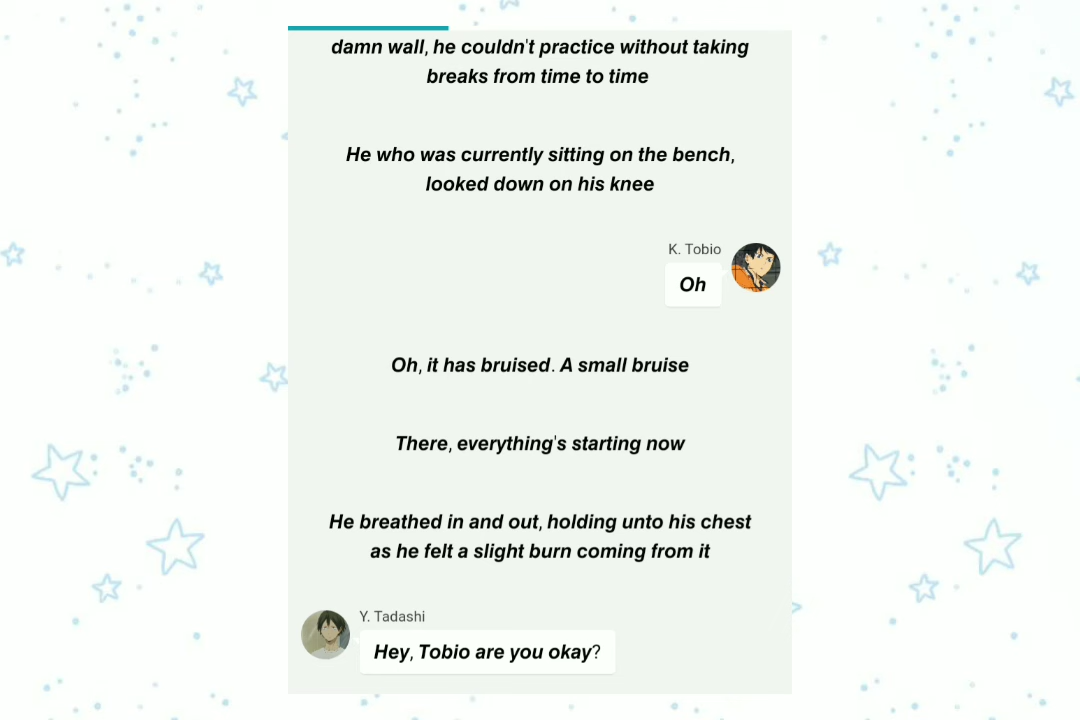 damn wall, he couldn't practice without taking
breaks from time to time
He who was currently sitting on the bench,
looked down on his knee
K. Tobio
Oh
Oh, it has bruised. A small bruise
There, everything's starting now
He breathed in and out, holding unto his chest
as he felt a slight burn coming from it
Y. Tadashi
Hey, Tobio are you okay?